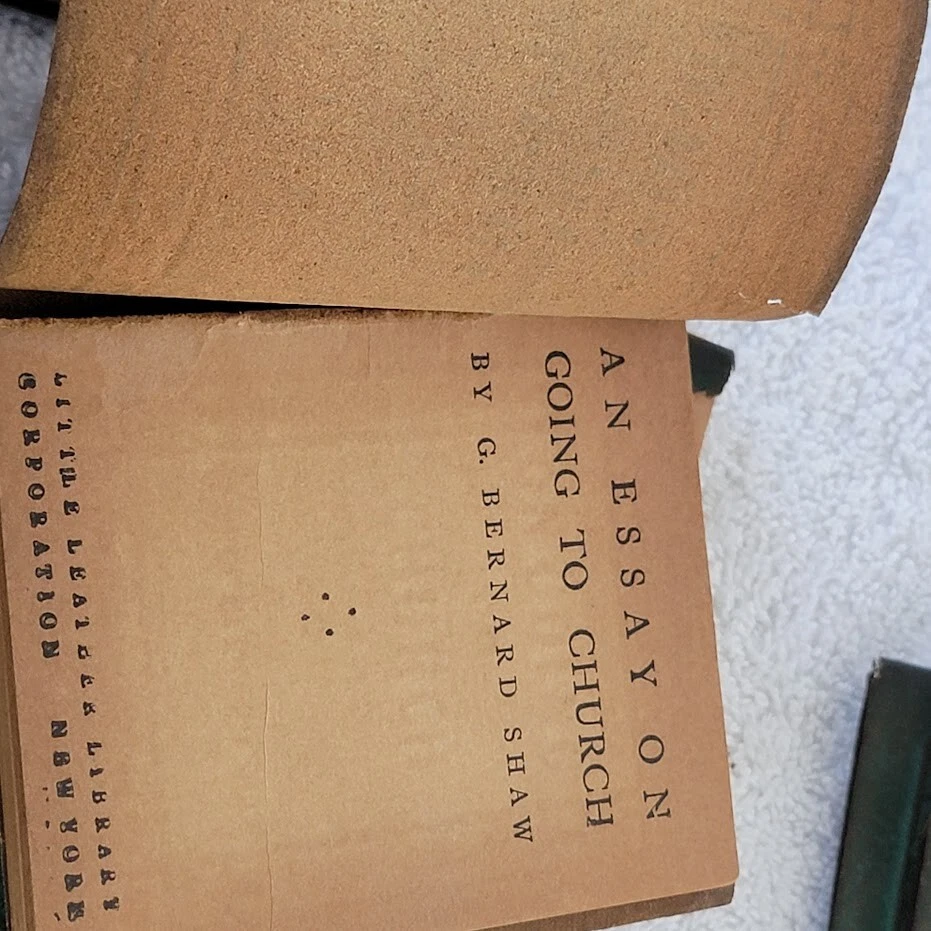 AN ESSAY ON
GOING TO CHURCH
BY G. BERNARD SHAW
LITTLE LEATHER LIBRARY
CORPORATION NEW YORK